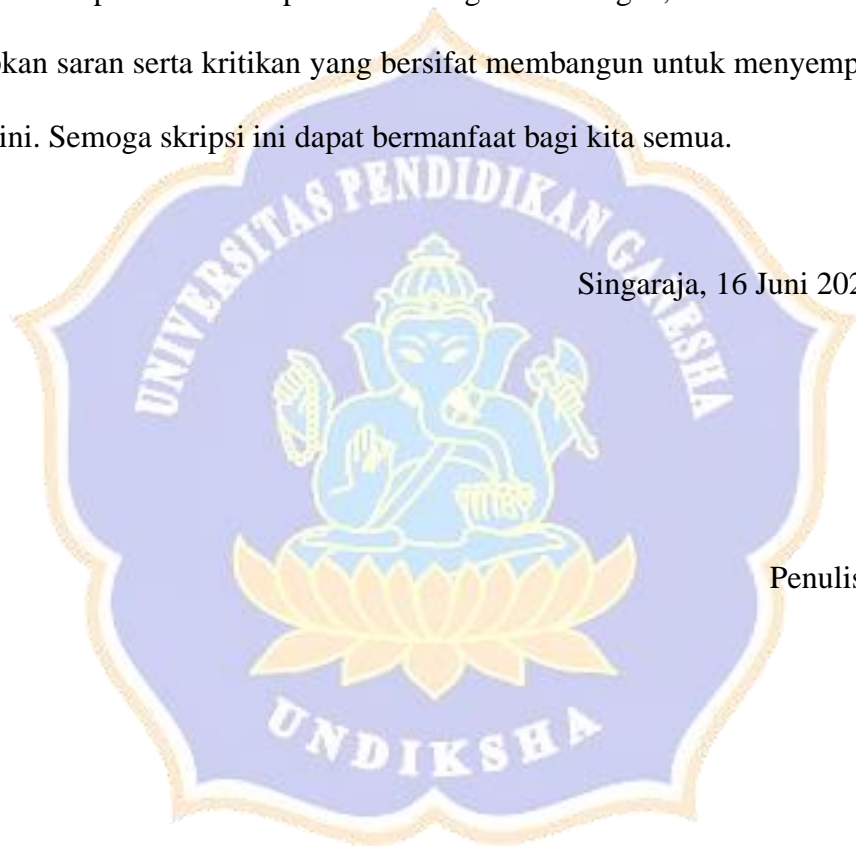 kan saran serta kritikan yang bersifat membangun untuk menyemp
ini. Semoga skripsi ini dapat bermanfaat bagi kita semua.
UNIVERSITAS PENDIDIKAN GANESHA
Singaraja, 16 Juni 202
Penulis
UNDIKSHA